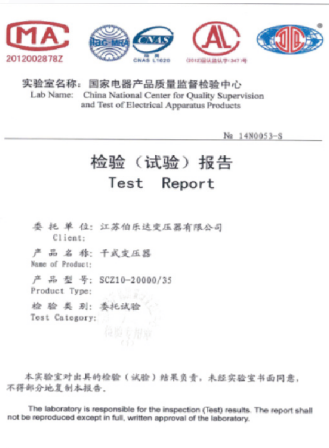 MA
ilac-MRA
CNAS
AL
2012002878Z
CNAS L1620
实验室名称：国家电器产品质量监督检验中心
Lab Name: China National Center for Quality Supervision
and Test of Electrical Apparatus Products
№ 14N0053-S
检验（试验）报告
Test Report
委托单位：江苏伯乐达变压器有限公司
Client:
产品名称：干式变压器
Name of Product:
产品型号：SCZ10-20000/35
Product Type:
检验类别：委托试验
Test Category:
本实验室对出具的检验（试验）结果负责，未经实验室书面同意，
不得部分地复制本报告。
The laboratory is responsible for the inspection (Test) results. The report shall
not be reproduced except in full, written approval of the laboratory.